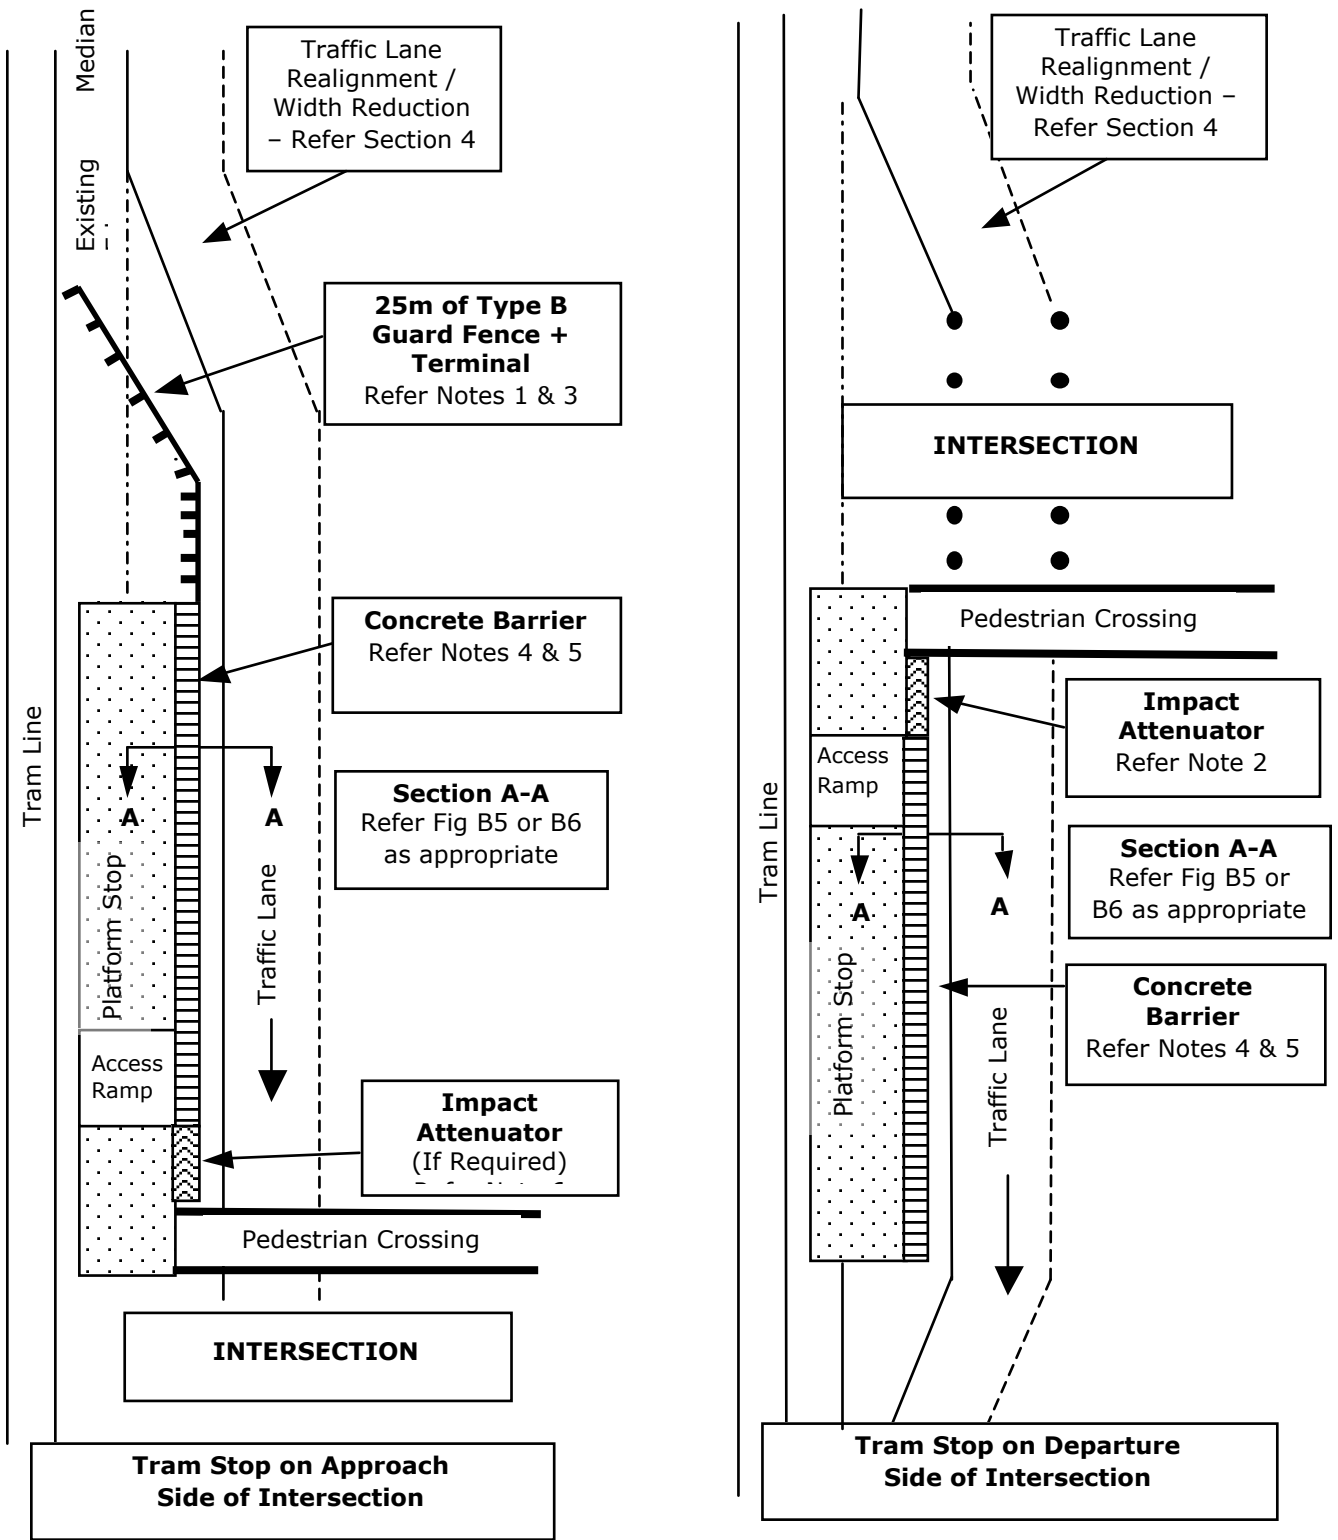 Median
Existing
Traffic Lane
Realignment /
Width Reduction
– Refer Section 4
25m of Type B
Guard Fence +
Terminal
Refer Notes 1 & 3
Concrete Barrier
Refer Notes 4 & 5
Tram Line
A
A
Section A-A
Refer Fig B5 or B6
as appropriate
Platform Stop
Traffic Lane
Access
Ramp
Impact
Attenuator
(If Required)
Pedestrian Crossing
INTERSECTION
Tram Stop on Approach
Side of Intersection
Traffic Lane
Realignment /
Width Reduction –
Refer Section 4
INTERSECTION
Pedestrian Crossing
Impact
Attenuator
Refer Note 2
Access
Ramp
Tram Line
A
A
Section A-A
Refer Fig B5 or
B6 as appropriate
Platform Stop
Traffic Lane
Concrete
Barrier
Refer Notes 4 & 5
Tram Stop on Departure
Side of Intersection